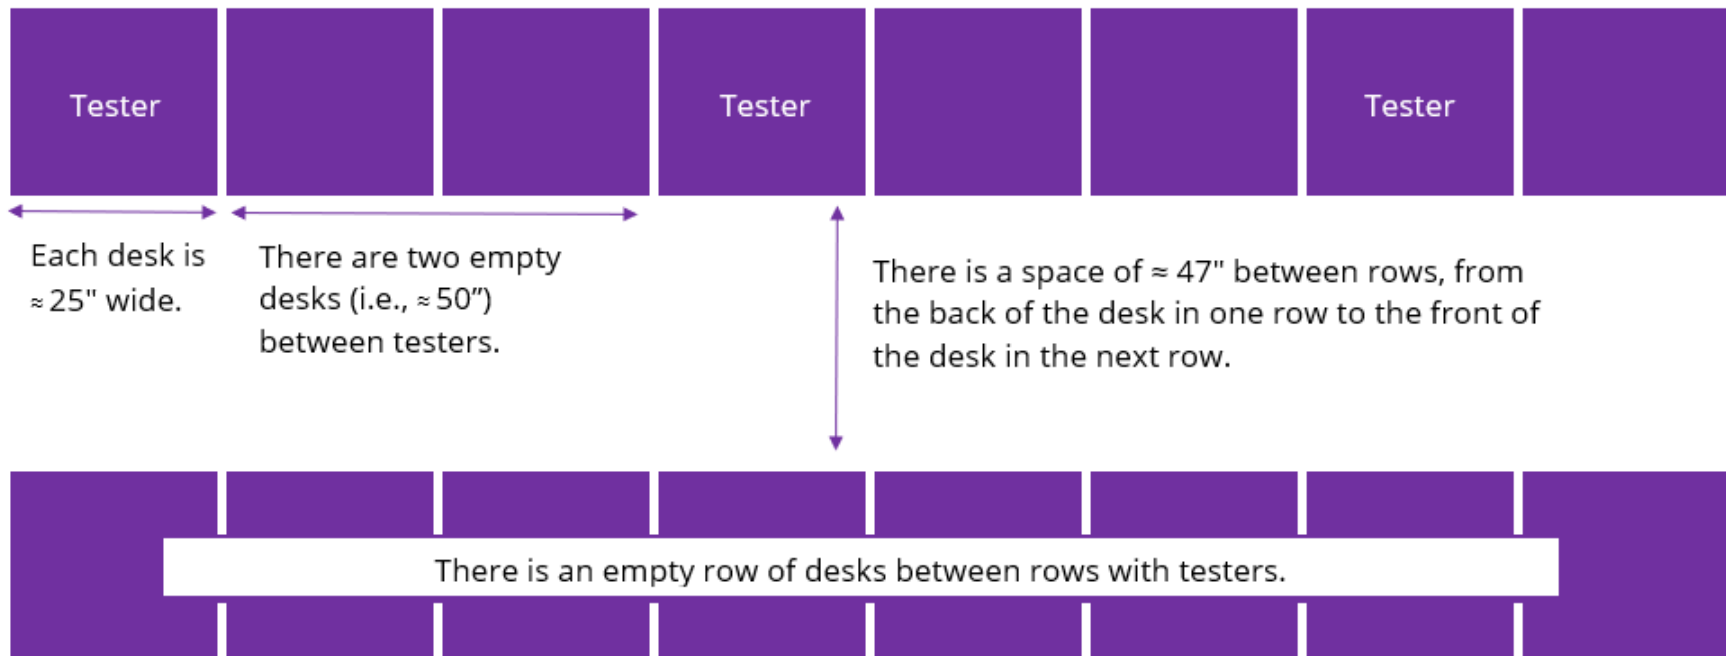 Tester
Tester
Tester
Each desk is
≈ 25" wide.
There are two empty
desks (i.e., ≈ 50”)
between testers.
There is a space of ≈ 47" between rows, from
the back of the desk in one row to the front of
the desk in the next row.
There is an empty row of desks between rows with testers.